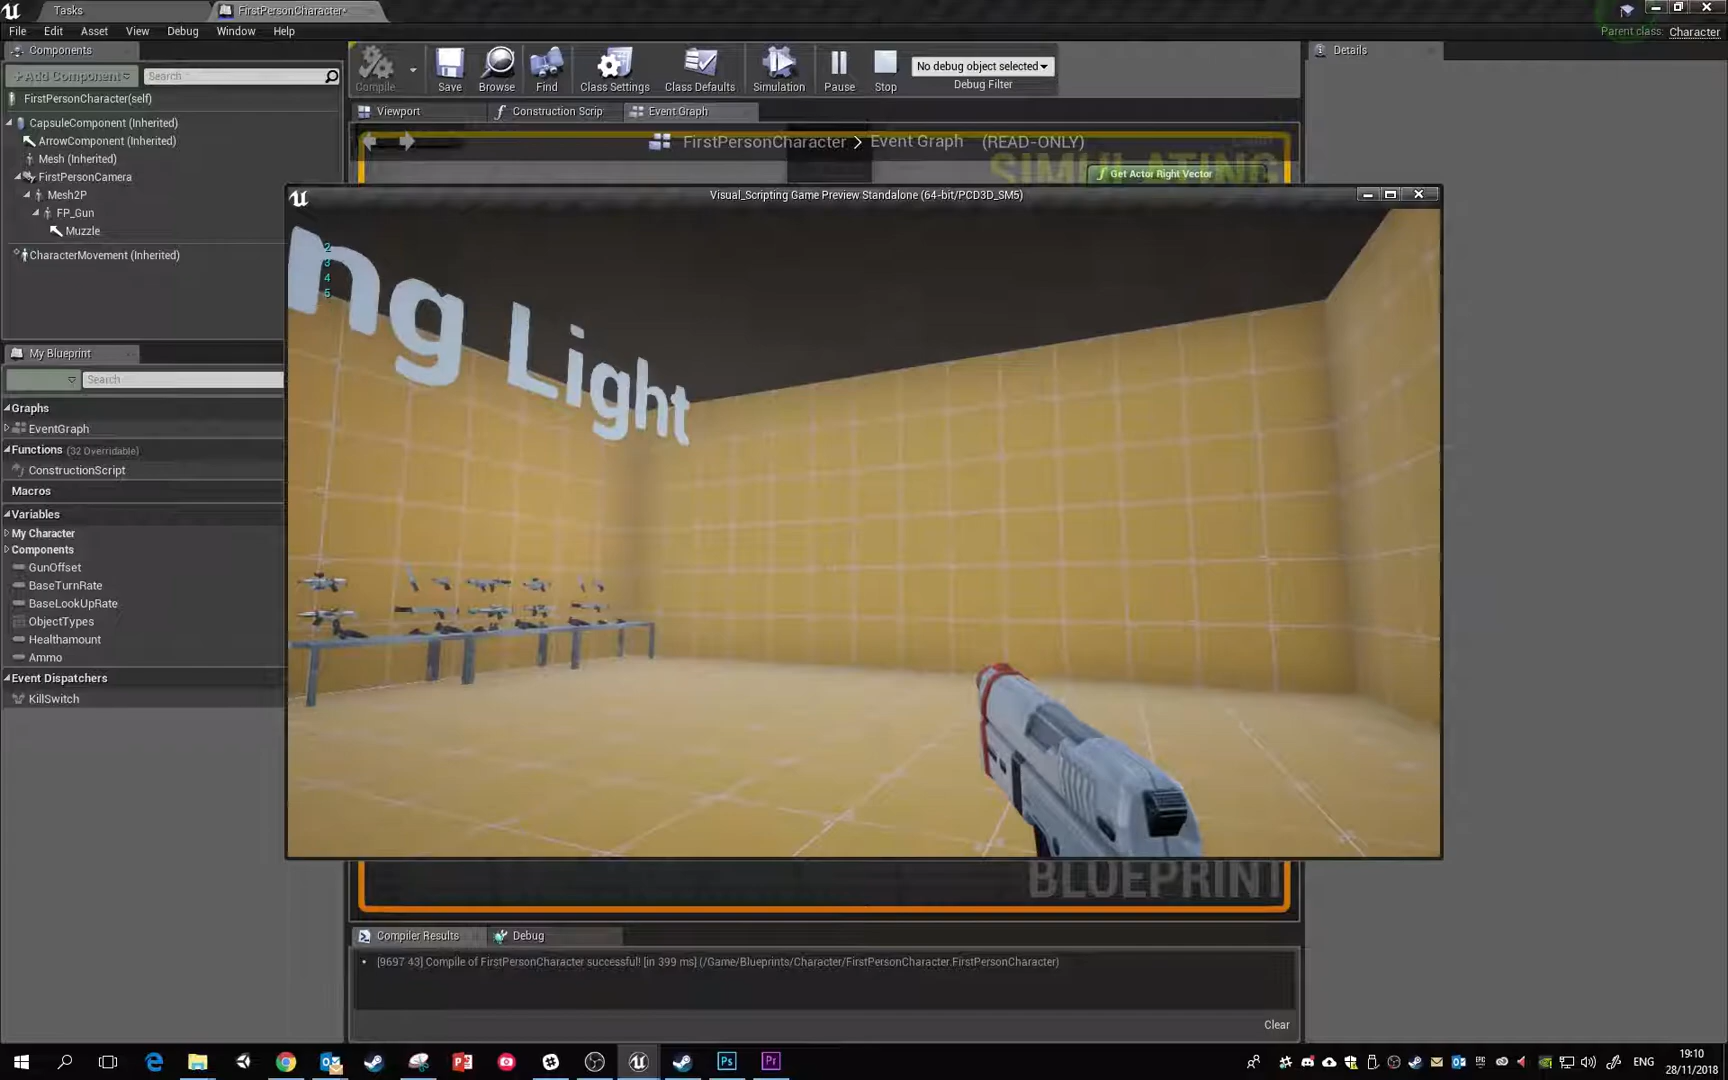 Tasks
FirstPersonCharacter*
File Edit Asset View Debug Window Help
Parent class: Character
Components
+Add Component
Search
FirstPersonCharacter(self)
CapsuleComponent (Inherited)
ArrowComponent (Inherited)
Mesh (Inherited)
FirstPersonCamera
Mesh2P
FP_Gun
Muzzle
CharacterMovement (Inherited)
My Blueprint
Search
Graphs
EventGraph
Functions (32 Overridable)
ConstructionScript
Macros
Variables
My Character
Components
GunOffset
BaseTurnRate
BaseLookUpRate
ObjectTypes
Healthamount
Ammo
Event Dispatchers
KillSwitch
Compile
Save
Browse
Find
Class Settings
Class Defaults
Simulation
Pause
Stop
No debug object selected
Debug Filter
Viewport
Construction Scrip
Event Graph
FirstPersonCharacter > Event Graph (READ-ONLY)
SIMULATING
Get Actor Right Vector
Visual_Scripting Game Preview Standalone (64-bit/PCD3D_SM5)
2
3
4
5
ng Light
BLUEPRINT
Details
Compiler Results
Debug
[9697 43] Compile of FirstPersonCharacter successful! [in 399 ms] (/Game/Blueprints/Character/FirstPersonCharacter.FirstPersonCharacter)
Clear
ENG
19:10
28/11/2018